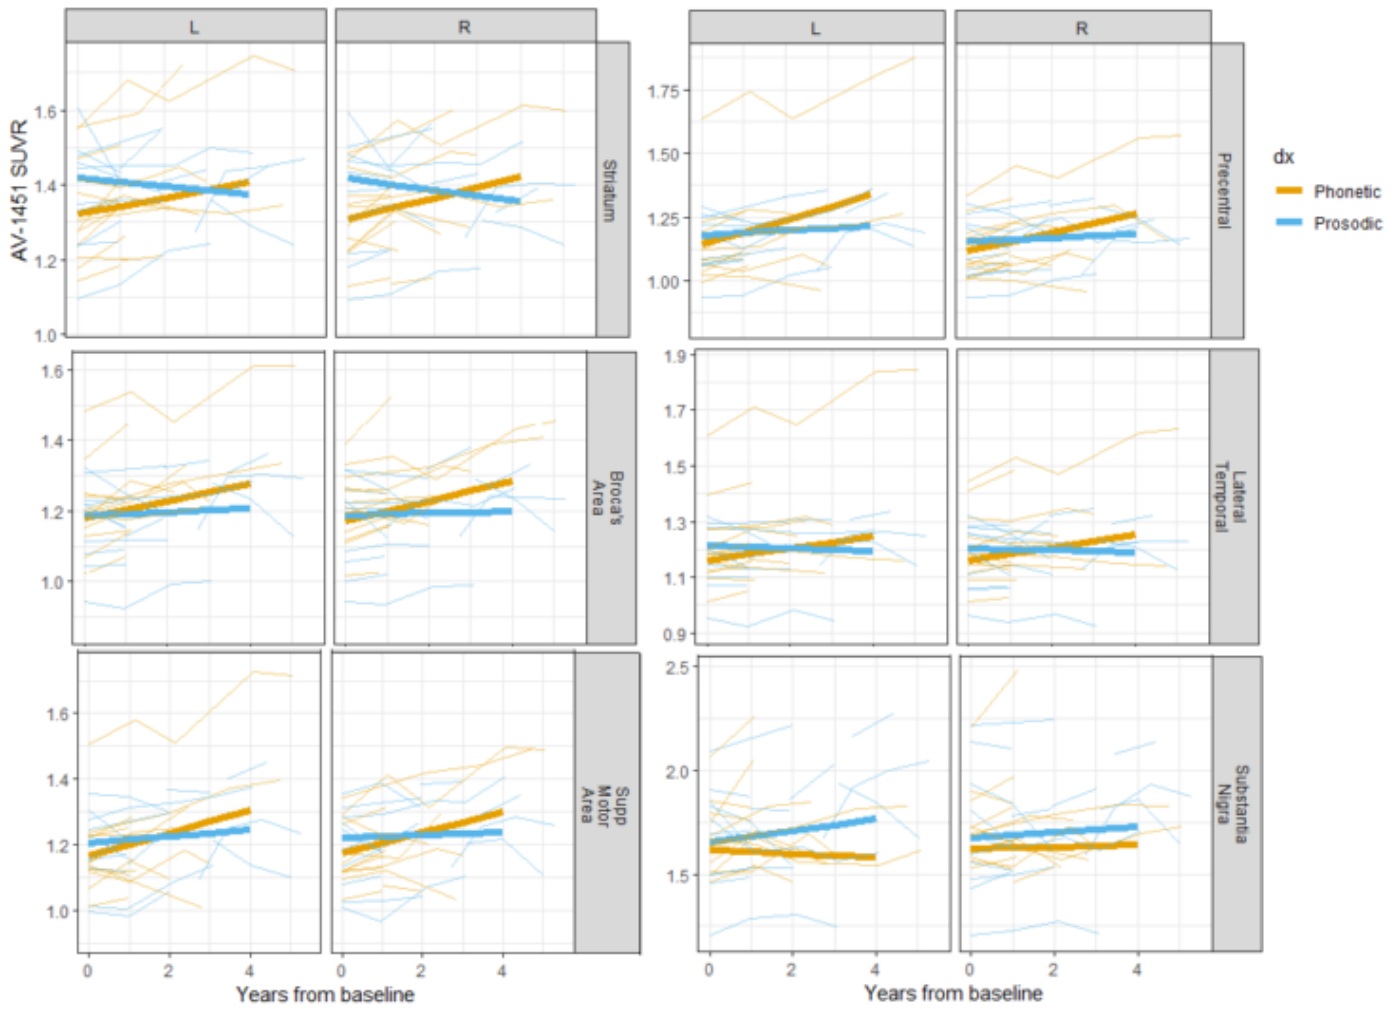 L R L R
AV-1451 SUVR
1.6
1.4
1.2
1.0
Striatum
1.75
1.50
1.25
1.00
Precentral
dx
Phonetic
Prosodic
1.6
1.4
1.2
1.0
Broca's
Area
1.9
1.7
1.5
1.3
1.1
0.9
Lateral
Temporal
1.6
1.4
1.2
1.0
Supp
Motor
Area
2.5
2.0
1.5
Substantia
Nigra
0 2 4 0 2 4 0 2 4 0 2 4
Years from baseline Years from baseline